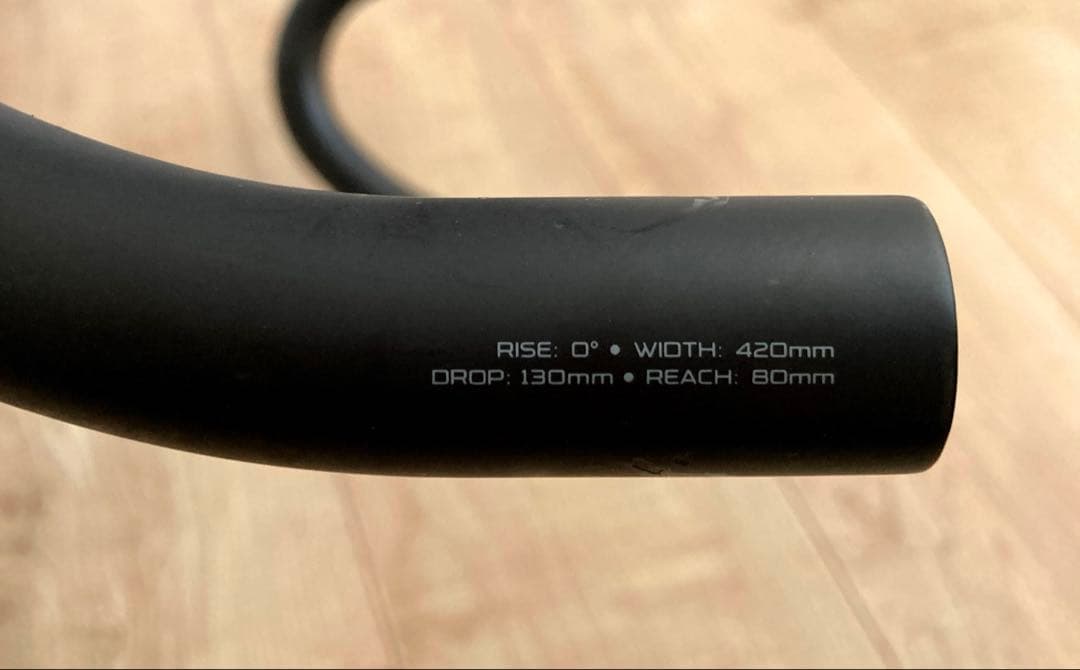 RISE: 0° • WIDTH: 420mm
DROP: 130mm • REACH: 80mm